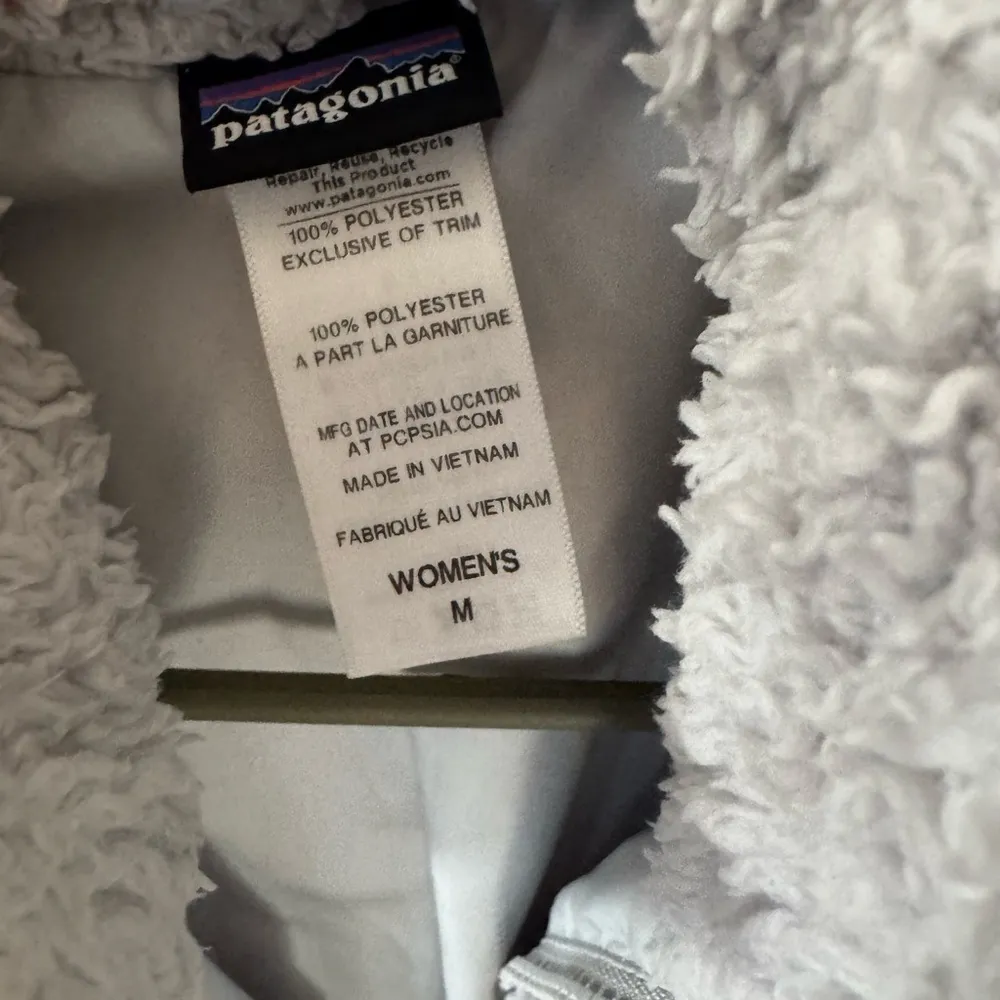 patagonia®
Repair, Reuse, Recycle
This Product
www.patagonia.com
100% POLYESTER
EXCLUSIVE OF TRIM
100% POLYESTER
A PART LA GARNITURE
MFG DATE AND LOCATION
AT PCPSIA.COM
MADE IN VIETNAM
FABRIQUÉ AU VIETNAM
WOMEN'S
M